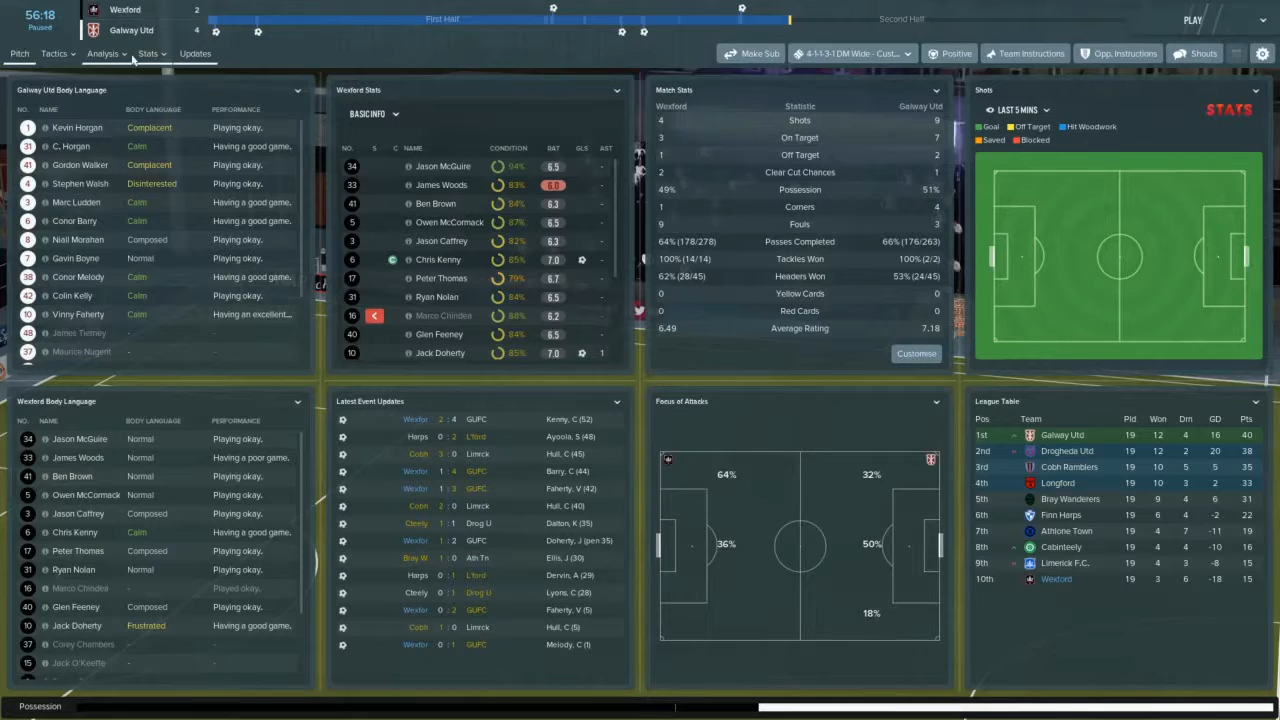 56:18
Paused
Wexford 2
Galway Utd 4
First Half
Second Half
PLAY
Pitch Tactics Analysis Stats Updates
Make Sub 4-1-1-3-1 DM Wide - Cust... Positive Team Instructions Opp. Instructions Shouts
Galway Utd Body Language
NO. NAME BODY LANGUAGE PERFORMANCE
1 Kevin Horgan Complacent Playing okay.
31 C. Horgan Calm Having a good game.
41 Gordon Walker Complacent Playing okay.
4 Stephen Walsh Disinterested Playing okay.
3 Marc Ludden Calm Having a good game.
6 Conor Barry Calm Having a good game.
8 Niall Morahan Composed Playing okay.
7 Gavin Boyne Normal Playing okay.
38 Conor Melody Calm Having a good game.
42 Colin Kelly Calm Playing okay.
10 Vinny Faherty Calm Having an excellent...
48 James Tierney - -
37 Maurice Nugent - -
Wexford Stats
BASIC INFO
NO. S C NAME CONDITION RAT GLS AST
34 Jason McGuire 94% 6.5 -
33 James Woods 83% 6.0 -
41 Ben Brown 84% 6.3 -
5 Owen McCormack 87% 6.5 -
3 Jason Caffrey 82% 6.3 -
6 C Chris Kenny 85% 7.0 -
17 Peter Thomas 79% 6.7 -
31 Ryan Nolan 84% 6.5 -
16 Marco Chindea 88% 6.2 -
40 Glen Feeney 84% 6.5 -
10 Jack Doherty 85% 7.0 1
Match Stats
Wexford Statistic Galway Utd
4 Shots 9
3 On Target 7
1 Off Target 2
2 Clear Cut Chances 1
49% Possession 51%
1 Corners 4
9 Fouls 3
64% (178/278) Passes Completed 66% (176/263)
100% (14/14) Tackles Won 100% (2/2)
62% (28/45) Headers Won 53% (24/45)
0 Yellow Cards 0
0 Red Cards 0
6.49 Average Rating 7.18
Customise
Shots
LAST 5 MINS
STATS
Goal Off Target Hit Woodwork
Saved Blocked
Wexford Body Language
NO. NAME BODY LANGUAGE PERFORMANCE
34 Jason McGuire Normal Playing okay.
33 James Woods Normal Having a poor game.
41 Ben Brown Normal Playing okay.
5 Owen McCormack Normal Playing okay.
3 Jason Caffrey Composed Playing okay.
6 Chris Kenny Calm Having a good game.
17 Peter Thomas Composed Playing okay.
31 Ryan Nolan Normal Playing okay.
16 Marco Chindea - Played okay.
40 Glen Feeney Composed Playing okay.
10 Jack Doherty Frustrated Having a good game.
37 Corey Chambers - -
15 Jack O'Keeffe - -
Latest Event Updates
Wexfor 2 : 4 GUFC Kenny, C (52)
Harps 0 : 2 L'ford Ayoola, S (48)
Cobh 3 : 0 Limrck Hull, C (45)
Wexfor 1 : 4 GUFC Barry, C (44)
Wexfor 1 : 3 GUFC Faherty, V (42)
Cobh 2 : 0 Limrck Hull, C (40)
Cteely 1 : 1 Drog U Dalton, K (35)
Wexfor 1 : 2 GUFC Doherty, J (pen 35)
Bray W 1 : 0 Ath Tn Ellis, J (30)
Harps 0 : 1 L'ford Dervin, A (29)
Cteely 0 : 1 Drog U Lyons, C (28)
Wexfor 0 : 2 GUFC Faherty, V (5)
Cobh 1 : 0 Limrck Hull, C (5)
Wexfor 0 : 1 GUFC Melody, C (1)
Focus of Attacks
64% 32%
36% 50%
18%
League Table
Pos Team Pld Won Drn GD Pts
1st Galway Utd 19 12 4 16 40
2nd Drogheda Utd 19 12 2 20 38
3rd Cobh Ramblers 19 10 5 5 35
4th Longford 19 10 3 2 33
5th Bray Wanderers 19 9 4 6 31
6th Finn Harps 19 6 4 -2 22
7th Athlone Town 19 4 7 -11 19
8th Cabinteely 19 4 4 -10 16
9th Limerick F.C. 19 4 3 -8 15
10th Wexford 19 3 6 -18 15
Possession